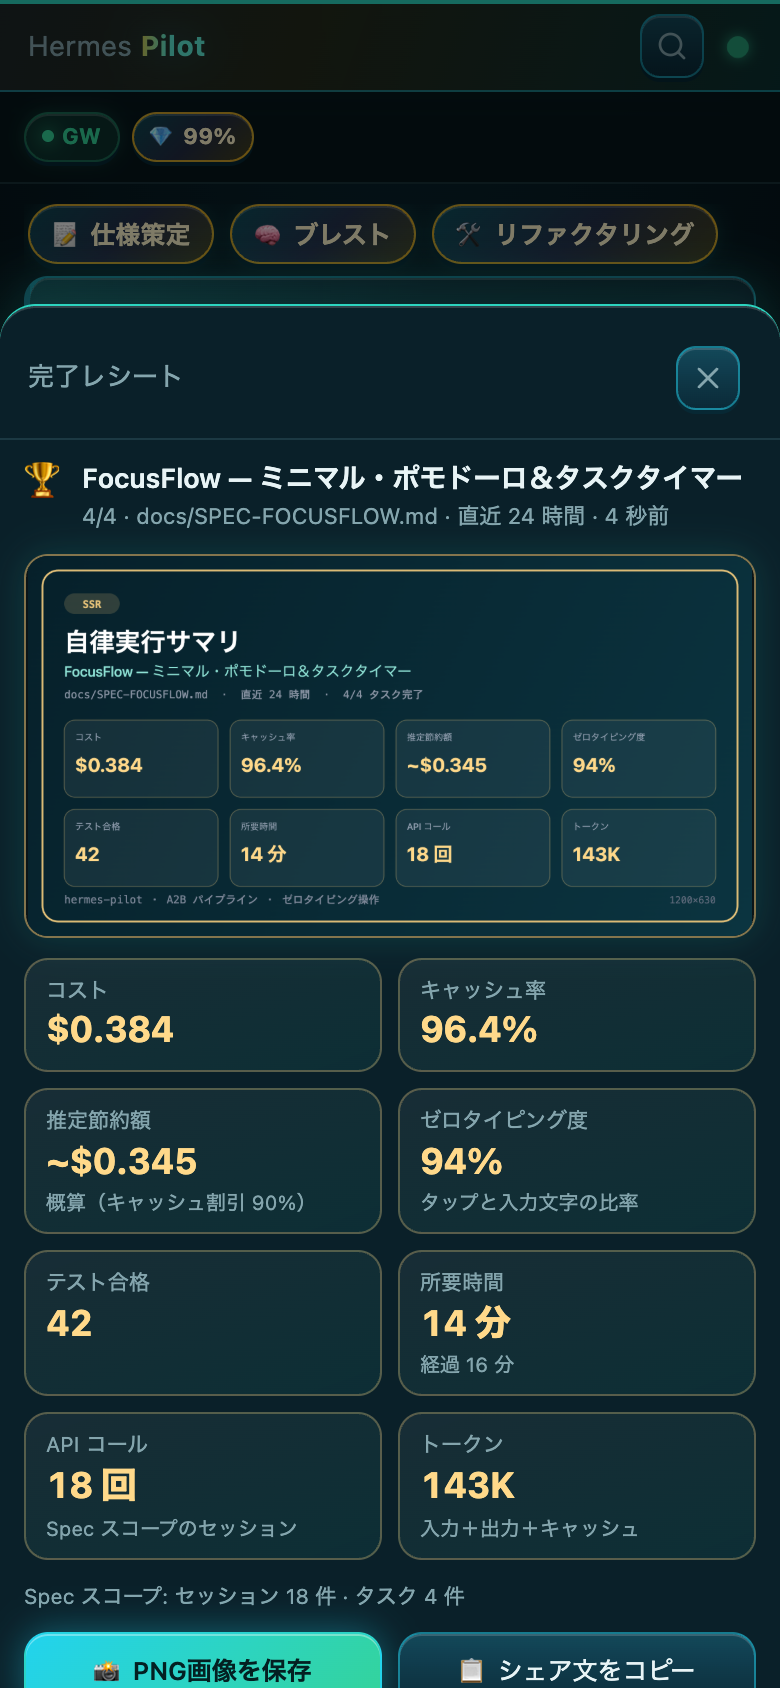 Hermes Pilot
GW
99%
仕様策定
ブレスト
リファクタリング
完了レシート
FocusFlow — ミニマル・ポモドーロ&タスクタイマー
4/4 · docs/SPEC-FOCUSFLOW.md · 直近 24 時間 · 4 秒前
SSR
自律実行サマリ
FocusFlow — ミニマル・ポモドーロ&タスクタイマー
docs/SPEC-FOCUSFLOW.md · 直近 24 時間 · 4/4 タスク完了
コスト
$0.384
キャッシュ率
96.4%
推定節約額
~$0.345
ゼロタイピング度
94%
テスト合格
42
所要時間
14 分
API コール
18 回
トークン
143K
hermes-pilot · A2B パイプライン · ゼロタイピング操作
1200×630
コスト
$0.384
キャッシュ率
96.4%
推定節約額
~$0.345
概算（キャッシュ割引 90%）
ゼロタイピング度
94%
タップと入力文字の比率
テスト合格
42
所要時間
14 分
経過 16 分
API コール
18 回
Spec スコープのセッション
トークン
143K
入力＋出力＋キャッシュ
Spec スコープ: セッション 18 件 · タスク 4 件
PNG画像を保存
シェア文をコピー